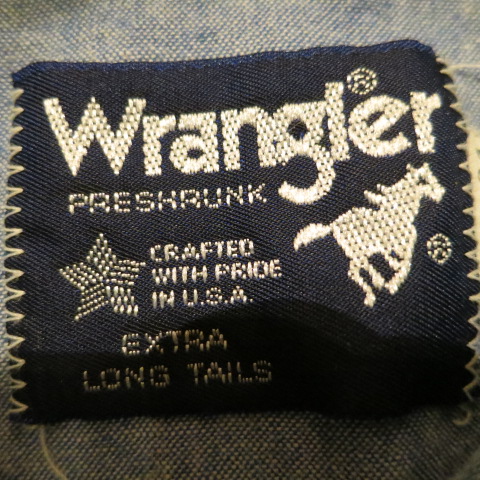 Wrangler®
PRESHRUNK
CRAFTED
WITH PRIDE
IN U.S.A.
®
EXTRA
LONG TAILS